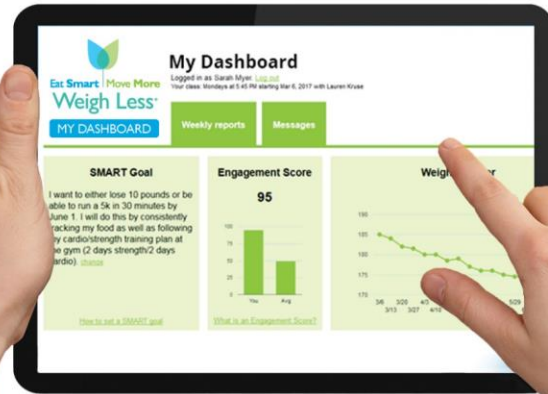 My Dashboard
Logged in as Sarah Myer. Log out
Your class: Mondays at 5:45 PM starting Mar 6, 2017 with Lauren Kruse
Eat Smart Move More
Weigh Less
MY DASHBOARD
Weekly reports
Messages
SMART Goal
I want to either lose 10 pounds or be
able to run a 5k in 30 minutes by
June 1. I will do this by consistently
tracking my food as well as following
my cardio/strength training plan at
the gym (2 days strength/2 days
cardio). change
How to set a SMART goal
Engagement Score
95
100
75
50
25
0
You Avg
What is an Engagement Score?
Weigh
190
185
180
175
170
3/6 3/20 4/3 5/29
3/13 3/27 4/10